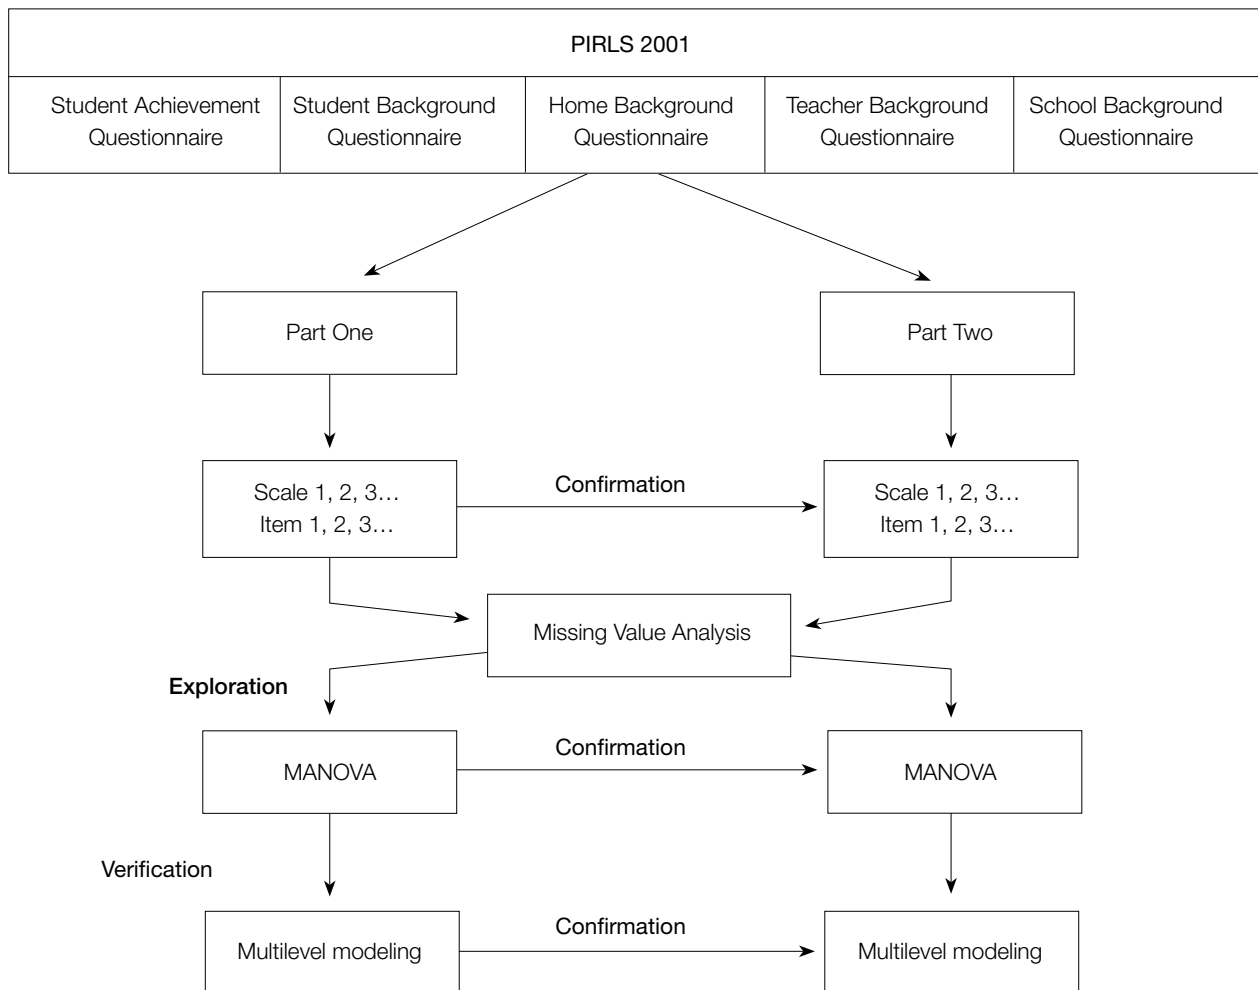 PIRLS 2001
Student Achievement
Questionnaire
Student Background
Questionnaire
Home Background
Questionnaire
Teacher Background
Questionnaire
School Background
Questionnaire
Part One
Part Two
Scale 1, 2, 3…
Item 1, 2, 3…
Confirmation
Scale 1, 2, 3…
Item 1, 2, 3…
Missing Value Analysis
Exploration
MANOVA
Confirmation
MANOVA
Verification
Multilevel modeling
Confirmation
Multilevel modeling